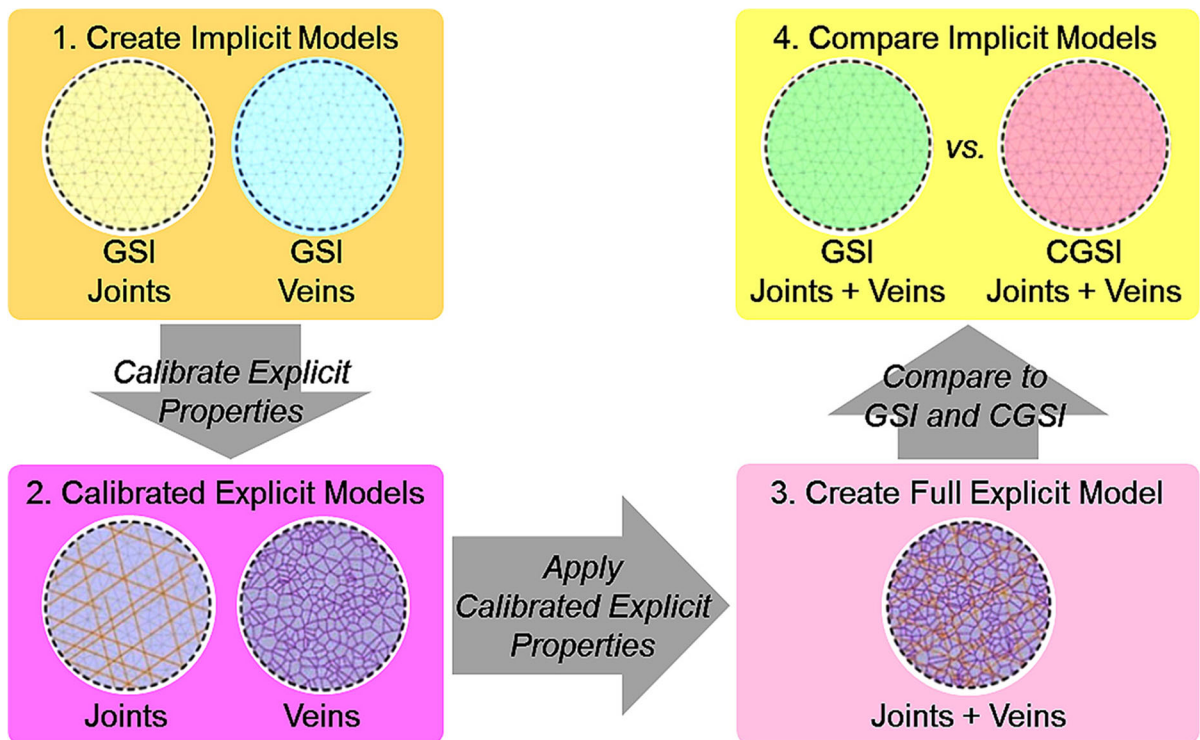 1. Create Implicit Models
GSI
Joints
GSI
Veins
Calibrate Explicit
Properties
2. Calibrated Explicit Models
Joints
Veins
Apply
Calibrated Explicit
Properties
3. Create Full Explicit Model
Joints + Veins
Compare to
GSI and CGSI
4. Compare Implicit Models
vs.
GSI
Joints + Veins
CGSI
Joints + Veins